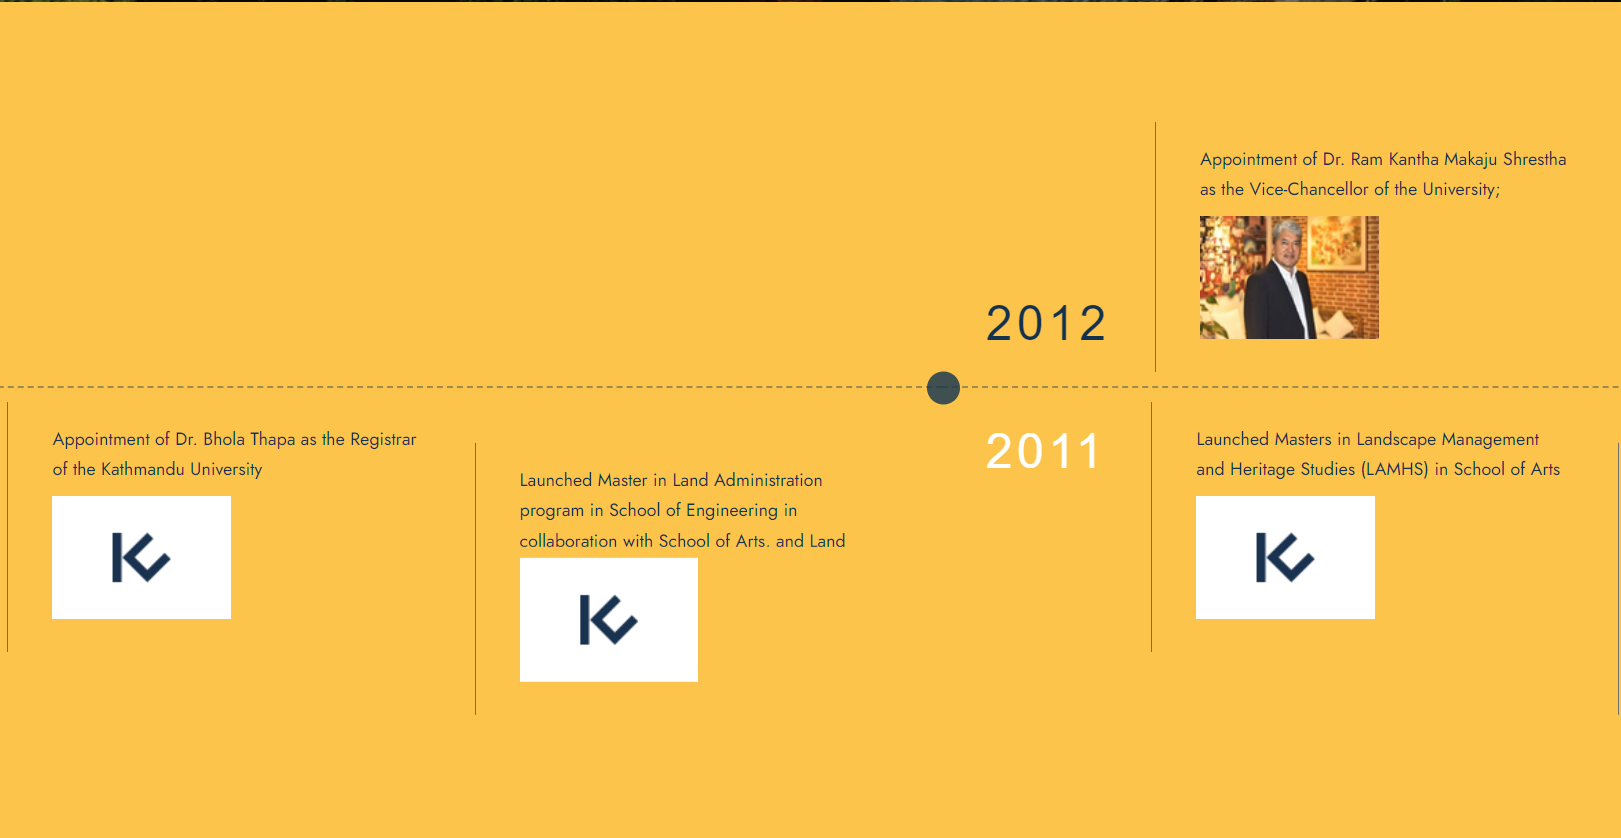 Appointment of Dr. Ram Kantha Makaju Shrestha
as the Vice-Chancellor of the University;
2012
2011
Appointment of Dr. Bhola Thapa as the Registrar
of the Kathmandu University
Launched Master in Land Administration
program in School of Engineering in
collaboration with School of Arts. and Land
Launched Masters in Landscape Management
and Heritage Studies (LAMHS) in School of Arts